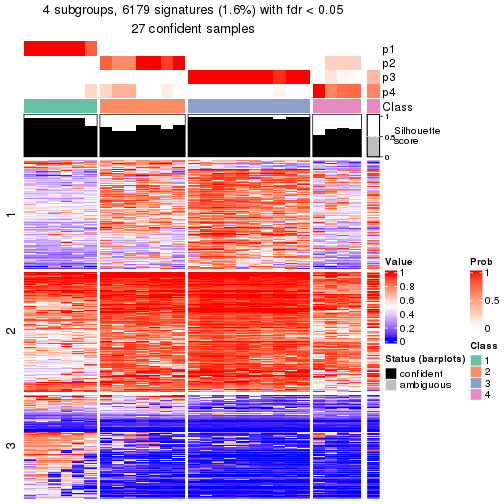 4 subgroups, 6179 signatures (1.6%) with fdr < 0.05
27 confident samples
p1
p2
p3
p4
Class
1
0.5
0
Silhouette
score
1
2
3
Value
1
0.8
0.6
0.4
0.2
0
Prob
1
0.5
0
Status (barplots)
confident
ambiguous
Class
1
2
3
4